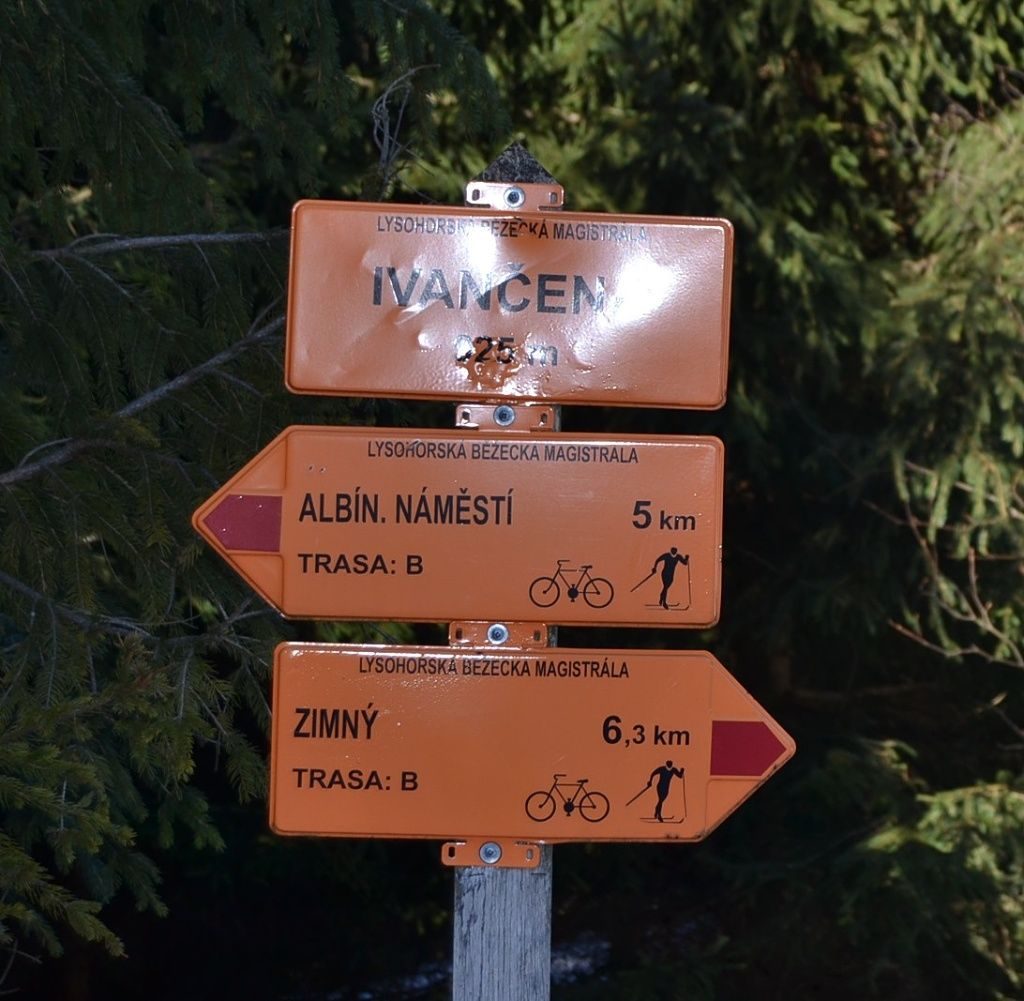 LYSOHORSKÁ BĚŽECKÁ MAGISTRÁLA
IVANČENA
m
LYSOHORSKÁ BĚŽECKÁ MAGISTRÁLA
ALBÍN. NÁMĚSTÍ 5 km
TRASA: B
LYSOHORSKÁ BĚŽECKÁ MAGISTRÁLA
ZIMNÝ 6,3 km
TRASA: B